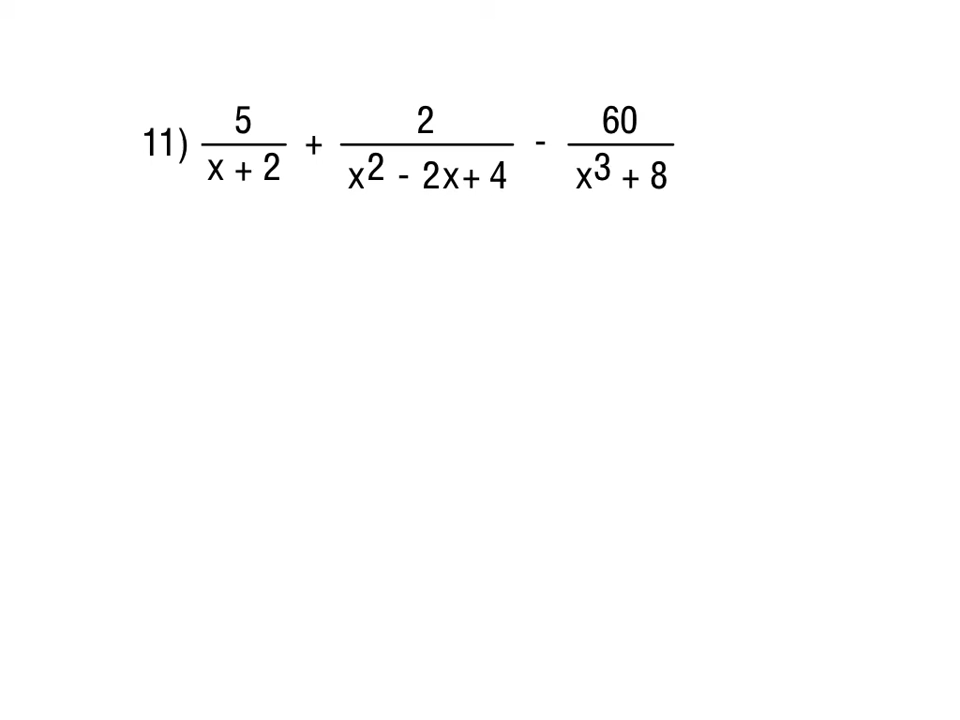 11) 5/(x + 2) + 2/(x² - 2x + 4) - 60/(x³ + 8)